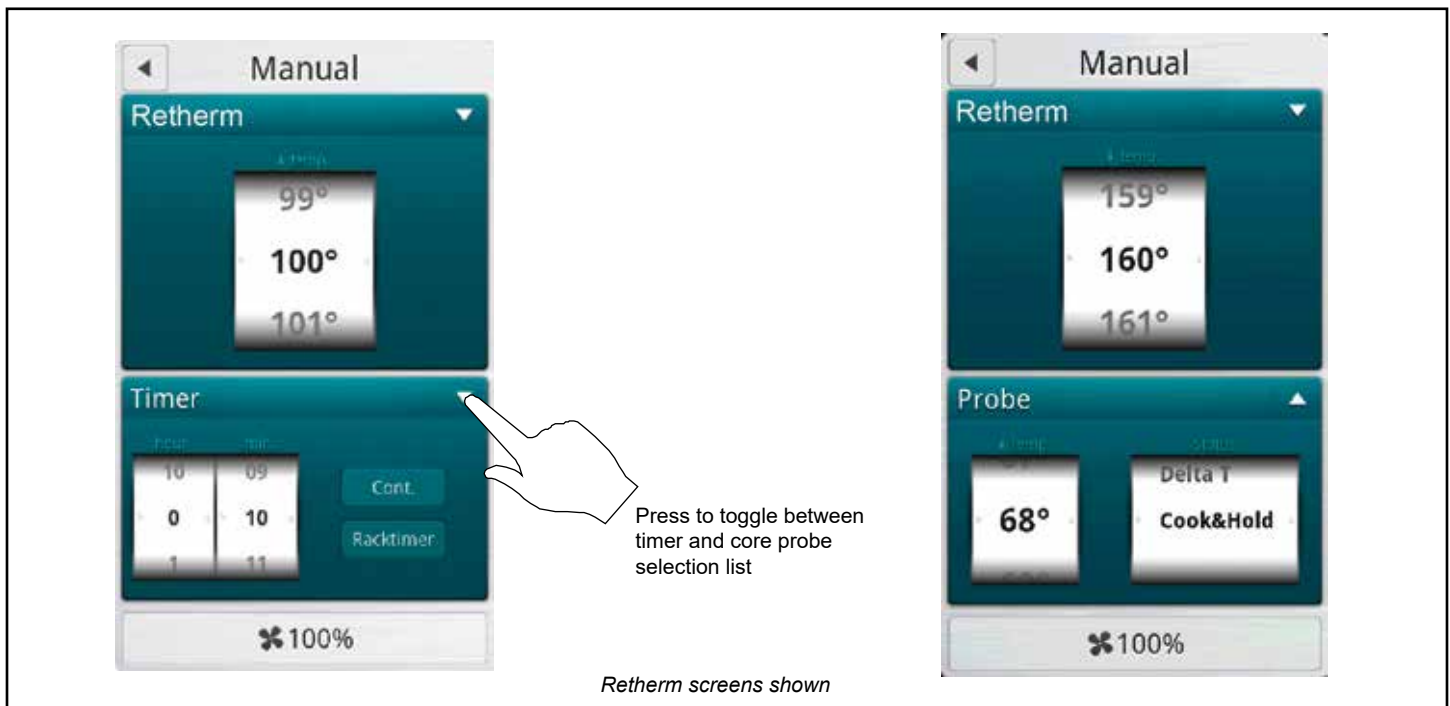 Manual
Retherm
99°
100°
101°
Timer
hour min
10 09
0 10
1 11
Cont.
Racktimer
100%
Press to toggle between
timer and core probe
selection list
Manual
Retherm
159°
160°
161°
Probe
68°
Delta T
Cook&Hold
100%
Retherm screens shown